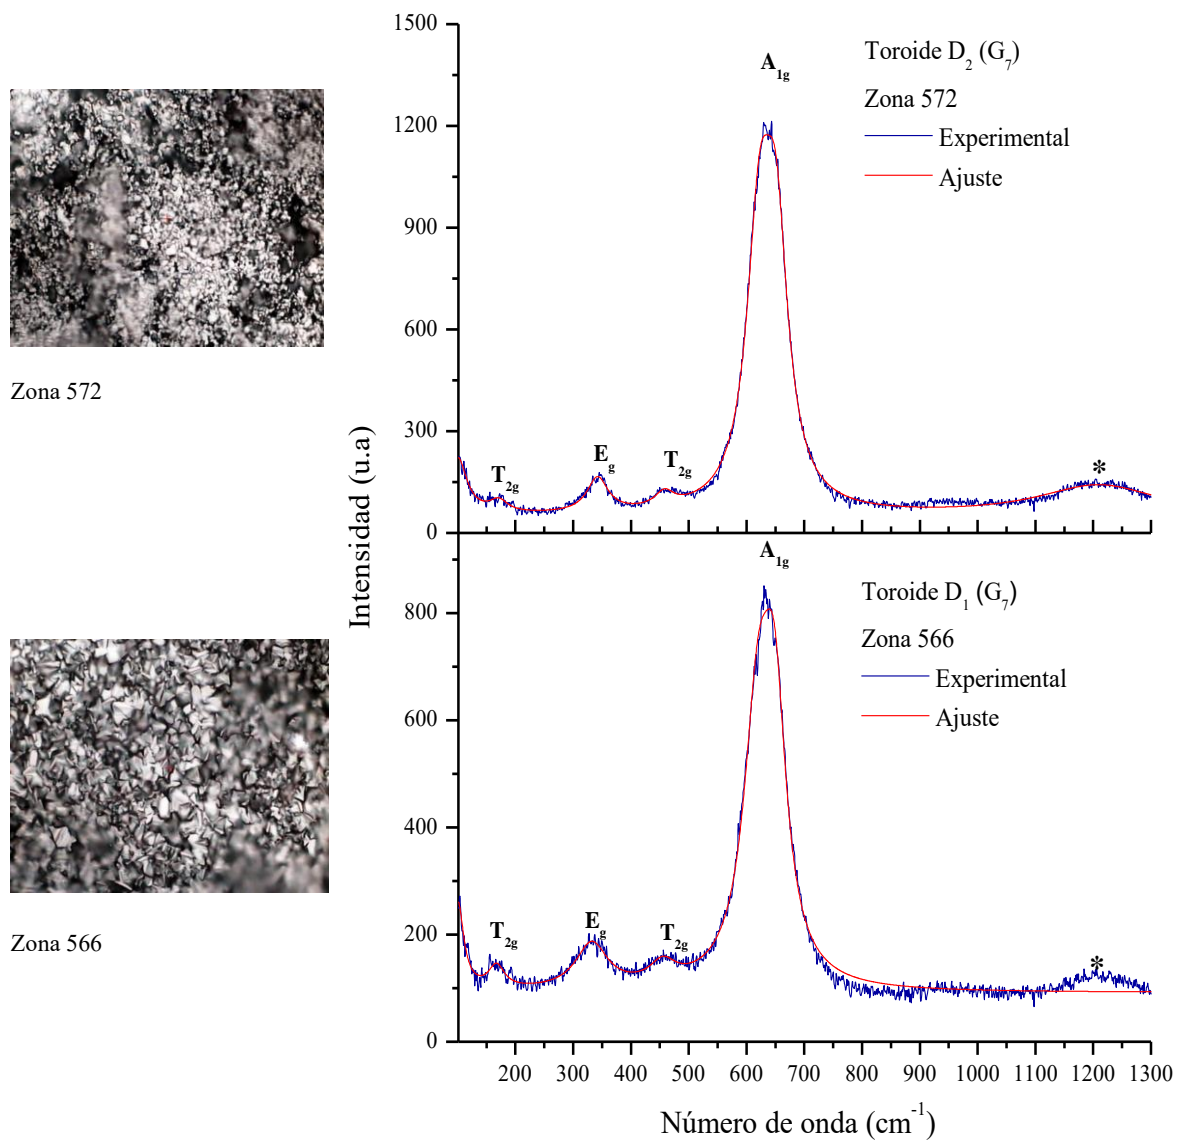 Zona 572
Zona 566
Intensidad (u.a)
1500
1200
900
600
300
0
A1g
Toroide D2 (G7)
Zona 572
Experimental
Ajuste
T2g
Eg
T2g
*
800
600
400
200
0
A1g
Toroide D1 (G7)
Zona 566
Experimental
Ajuste
T2g
Eg
T2g
*
200 300 400 500 600 700 800 900 1000 1100 1200 1300
Número de onda (cm-1)